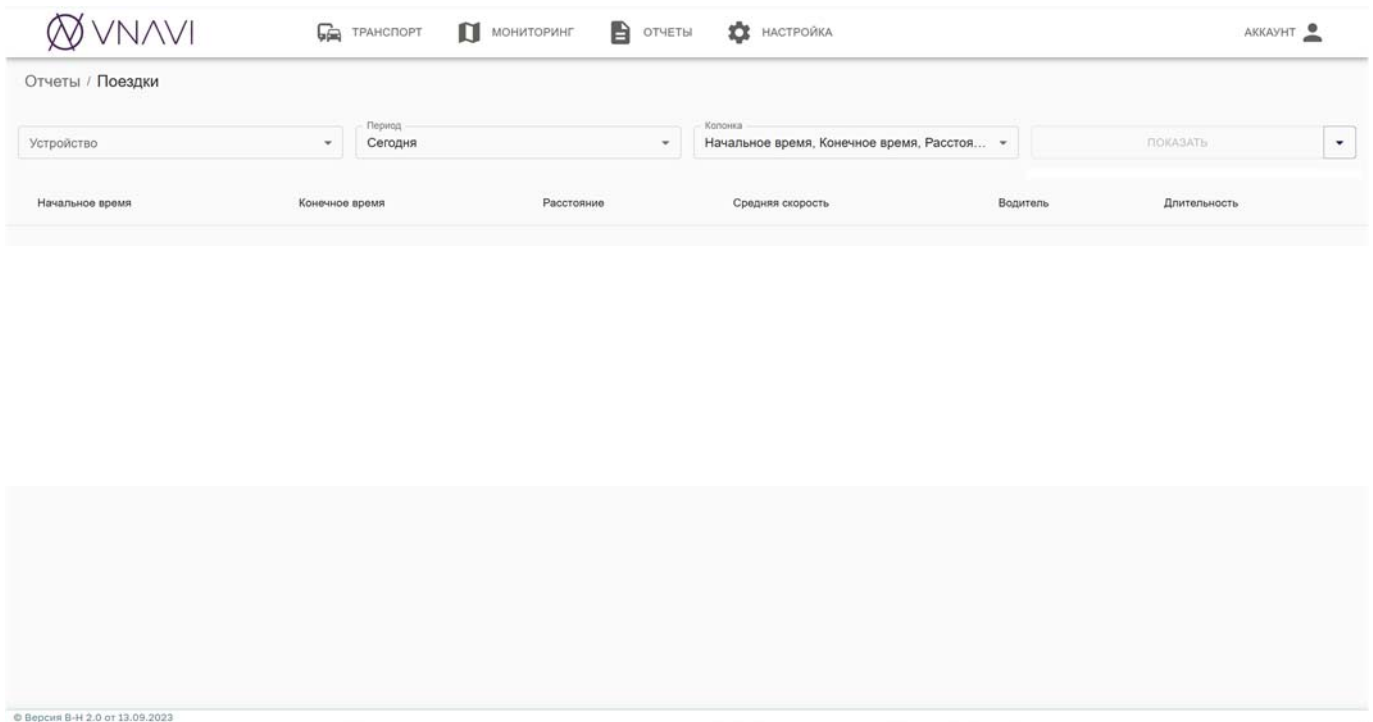 VNAVI ТРАНСПОРТ МОНИТОРИНГ ОТЧЕТЫ НАСТРОЙКА АККАУНТ
Отчеты / Поездки
Период Колонка
Устройство Сегодня Начальное время, Конечное время, Расстоя... ПОКАЗАТЬ
Начальное время Конечное время Расстояние Средняя скорость Водитель Длительность
© Версия В-Н 2.0 от 13.09.2023